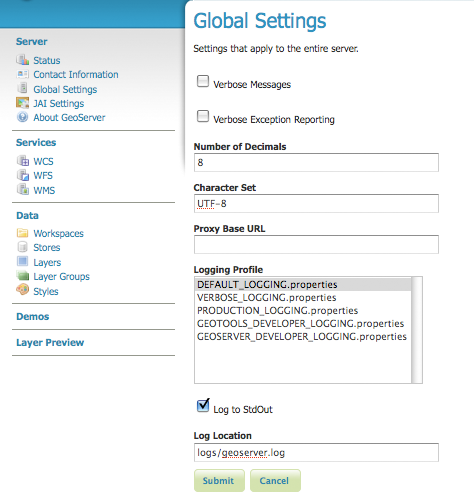 Server
Status
Contact Information
Global Settings
JAI Settings
About GeoServer
Services
WCS
WFS
WMS
Data
Workspaces
Stores
Layers
Layer Groups
Styles
Demos
Layer Preview
Global Settings
Settings that apply to the entire server.
Verbose Messages
Verbose Exception Reporting
Number of Decimals
8
Character Set
UTF-8
Proxy Base URL
Logging Profile
DEFAULT_LOGGING.properties
VERBOSE_LOGGING.properties
PRODUCTION_LOGGING.properties
GEOTOOLS_DEVELOPER_LOGGING.properties
GEOSERVER_DEVELOPER_LOGGING.properties
Log to StdOut
Log Location
logs/geoserver.log
Submit Cancel